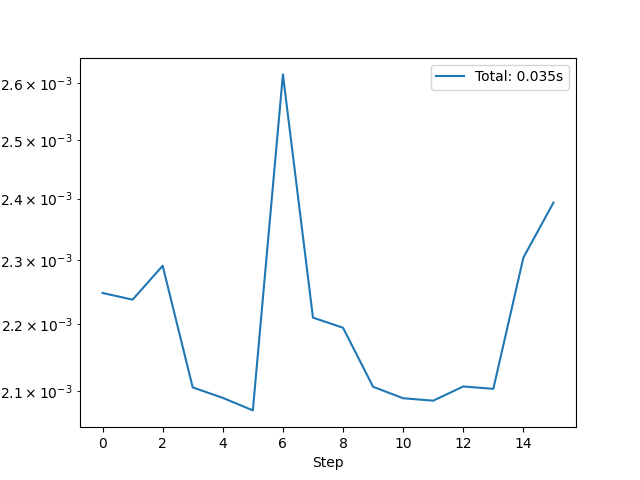 Total: 0.035s
2.6 × 10⁻³
2.5 × 10⁻³
2.4 × 10⁻³
2.3 × 10⁻³
2.2 × 10⁻³
2.1 × 10⁻³
0 2 4 6 8 10 12 14
Step